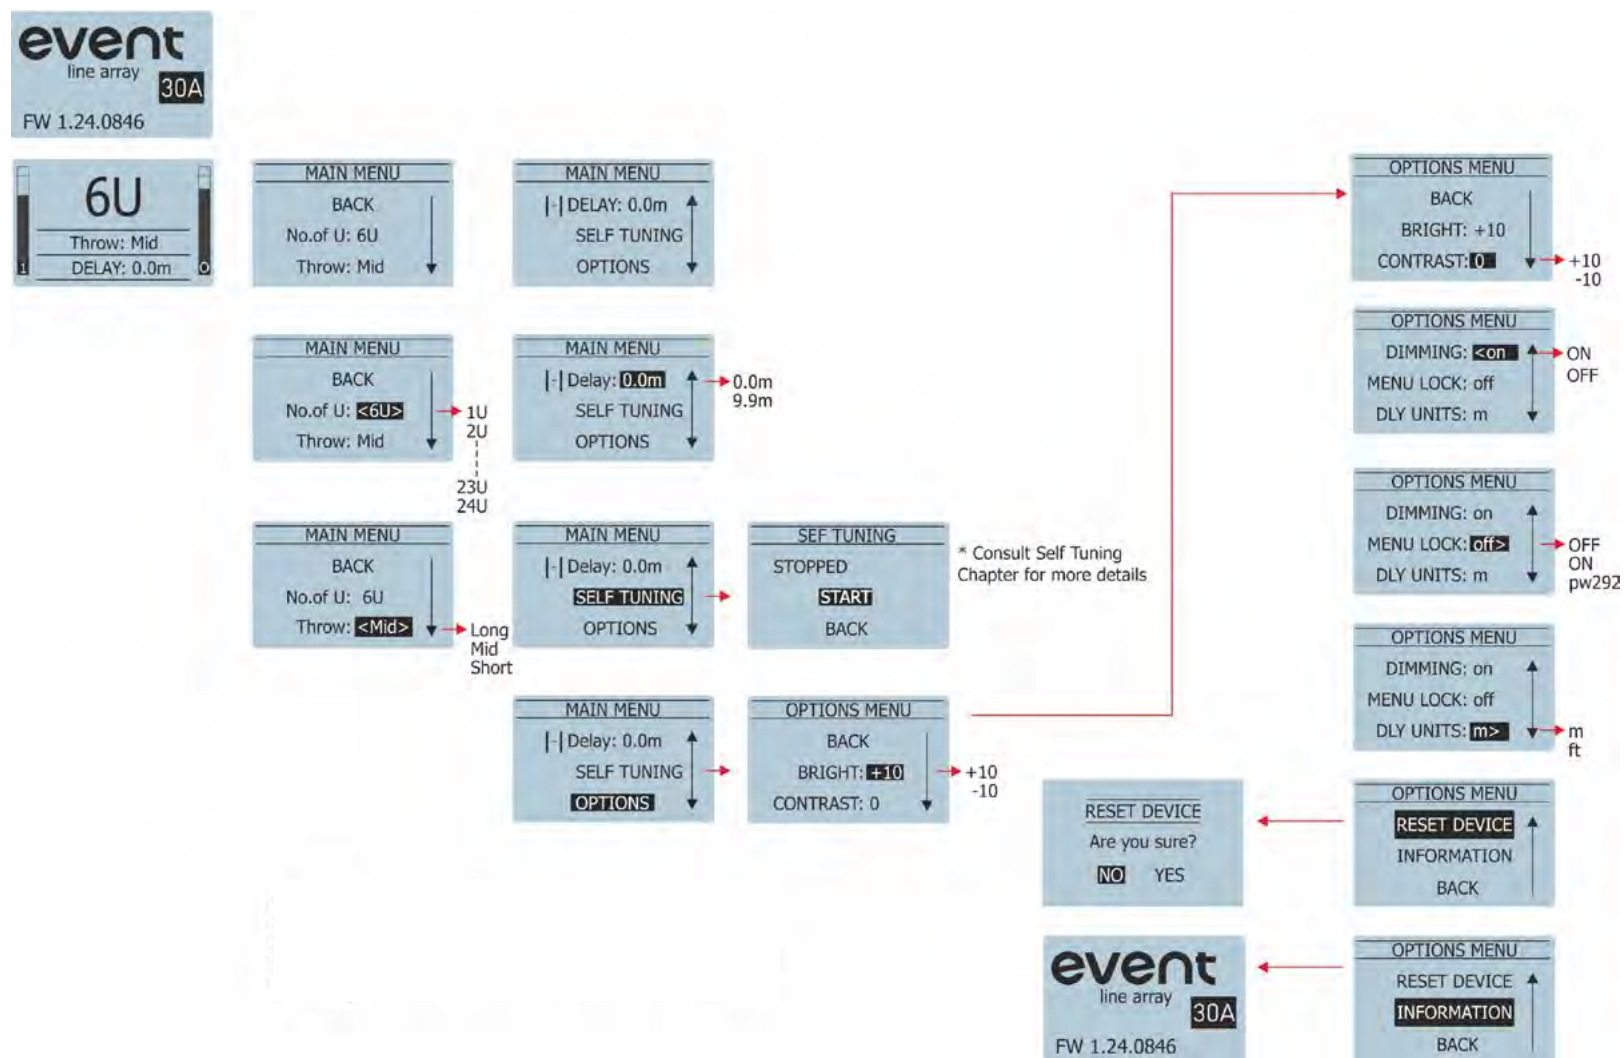 event
line array
30A
FW 1.24.0846
6U
Throw: Mid
DELAY: 0.0m
1
O
MAIN MENU
BACK
No.of U: 6U
Throw: Mid
MAIN MENU
|-| DELAY: 0.0m
SELF TUNING
OPTIONS
MAIN MENU
BACK
No.of U: <6U>
Throw: Mid
1U
2U
23U
24U
MAIN MENU
|-| Delay: 0.0m
SELF TUNING
OPTIONS
0.0m
9.9m
MAIN MENU
BACK
No.of U: 6U
Throw: <Mid>
Long
Mid
Short
MAIN MENU
|-| Delay: 0.0m
SELF TUNING
OPTIONS
SEF TUNING
STOPPED
START
BACK
* Consult Self Tuning
Chapter for more details
MAIN MENU
|-| Delay: 0.0m
SELF TUNING
OPTIONS
OPTIONS MENU
BACK
BRIGHT: +10
CONTRAST: 0
+10
-10
OPTIONS MENU
BACK
BRIGHT: +10
CONTRAST: 0
+10
-10
OPTIONS MENU
DIMMING: <on
MENU LOCK: off
DLY UNITS: m
ON
OFF
OPTIONS MENU
DIMMING: on
MENU LOCK: off>
DLY UNITS: m
OFF
ON
pw292
OPTIONS MENU
DIMMING: on
MENU LOCK: off
DLY UNITS: m>
m
ft
OPTIONS MENU
RESET DEVICE
INFORMATION
BACK
RESET DEVICE
Are you sure?
NO YES
OPTIONS MENU
RESET DEVICE
INFORMATION
BACK
event
line array
30A
FW 1.24.0846